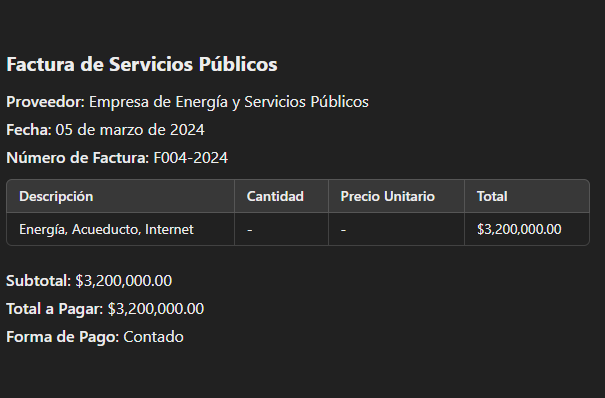 Factura de Servicios Públicos
Proveedor: Empresa de Energía y Servicios Públicos
Fecha: 05 de marzo de 2024
Número de Factura: F004-2024
Descripción Cantidad Precio Unitario Total
Energía, Acueducto, Internet - - $3,200,000.00
Subtotal: $3,200,000.00
Total a Pagar: $3,200,000.00
Forma de Pago: Contado